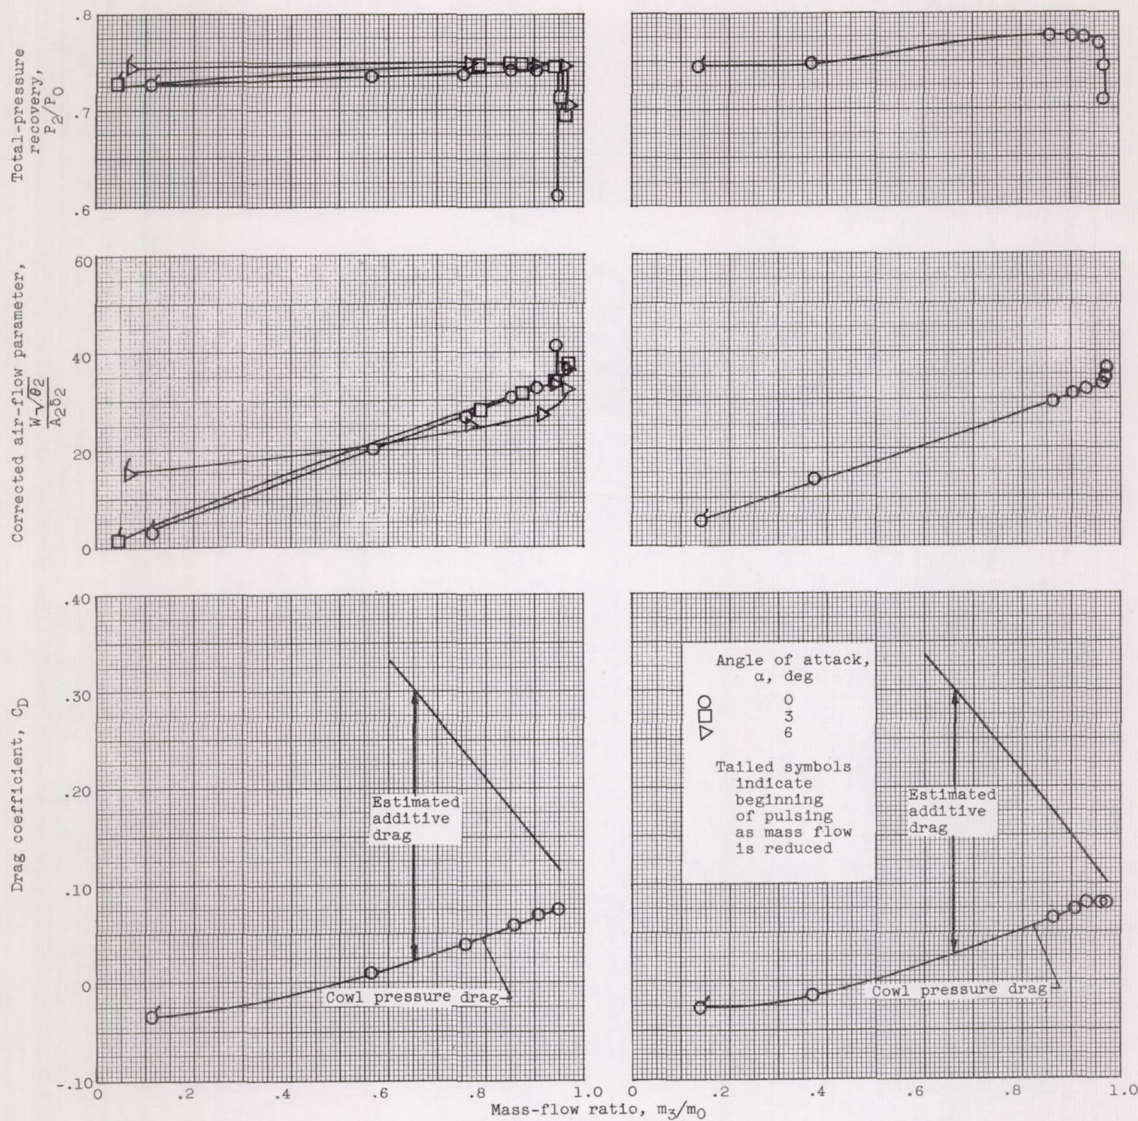 .8
.7
.6
Total-pressure
recovery,
P2/P0
60
40
20
0
Corrected air-flow parameter,
W√θ2
A2δ2
.40
.30
.20
.10
0
-.10
Drag coefficient, CD
Estimated
additive
drag
Cowl pressure drag
Angle of attack,
α, deg
0
3
6
Tailed symbols
indicate
beginning
of pulsing
as mass flow
is reduced
Estimated
additive
drag
Cowl pressure drag
0 .2 .4 .6 .8 1.0
0 .2 .4 .6 .8 1.0
Mass-flow ratio, m3/m0